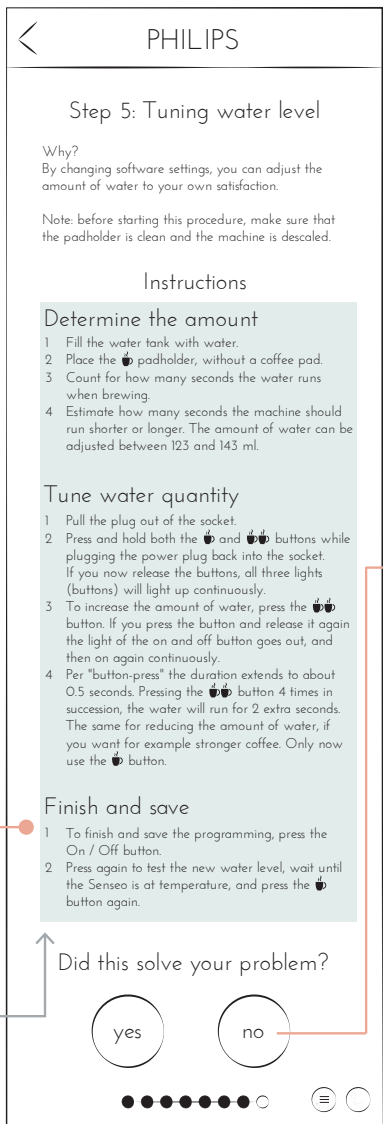 PHILIPS
Step 5: Tuning water level
Why?
By changing software settings, you can adjust the
amount of water to your own satisfaction.
Note: before starting this procedure, make sure that
the padholder is clean and the machine is descaled.
Instructions
Determine the amount
1 Fill the water tank with water.
2 Place the padholder, without a coffee pad.
3 Count for how many seconds the water runs
when brewing.
4 Estimate how many seconds the machine should
run shorter or longer. The amount of water can be
adjusted between 123 and 143 ml.
Tune water quantity
1 Pull the plug out of the socket.
2 Press and hold both the and buttons while
plugging the power plug back into the socket.
If you now release the buttons, all three lights
(buttons) will light up continuously.
3 To increase the amount of water, press the
button. If you press the button and release it again
the light of the on and off button goes out, and
then on again continuously.
4 Per "button-press" the duration extends to about
0.5 seconds. Pressing the button 4 times in
succession, the water will run for 2 extra seconds.
The same for reducing the amount of water, if
you want for example stronger coffee. Only now
use the button.
Finish and save
1 To finish and save the programming, press the
On / Off button.
2 Press again to test the new water level, wait until
the Senseo is at temperature, and press the
button again.
Did this solve your problem?
yes
no